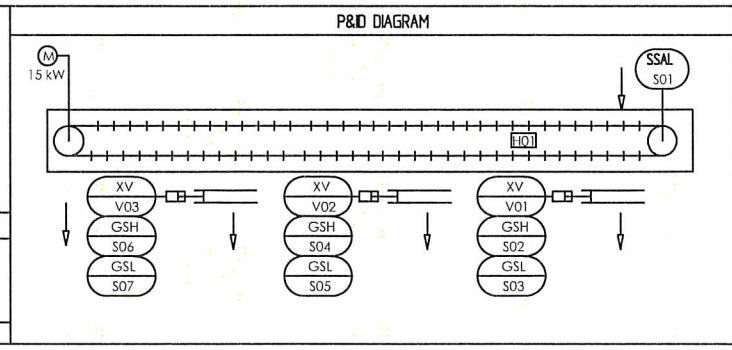 P&ID DIAGRAM
M
15 kW
SSAL
S01
H01
XV
V03
GSH
S06
GSL
S07
XV
V02
GSH
S04
GSL
S05
XV
V01
GSH
S02
GSL
S03